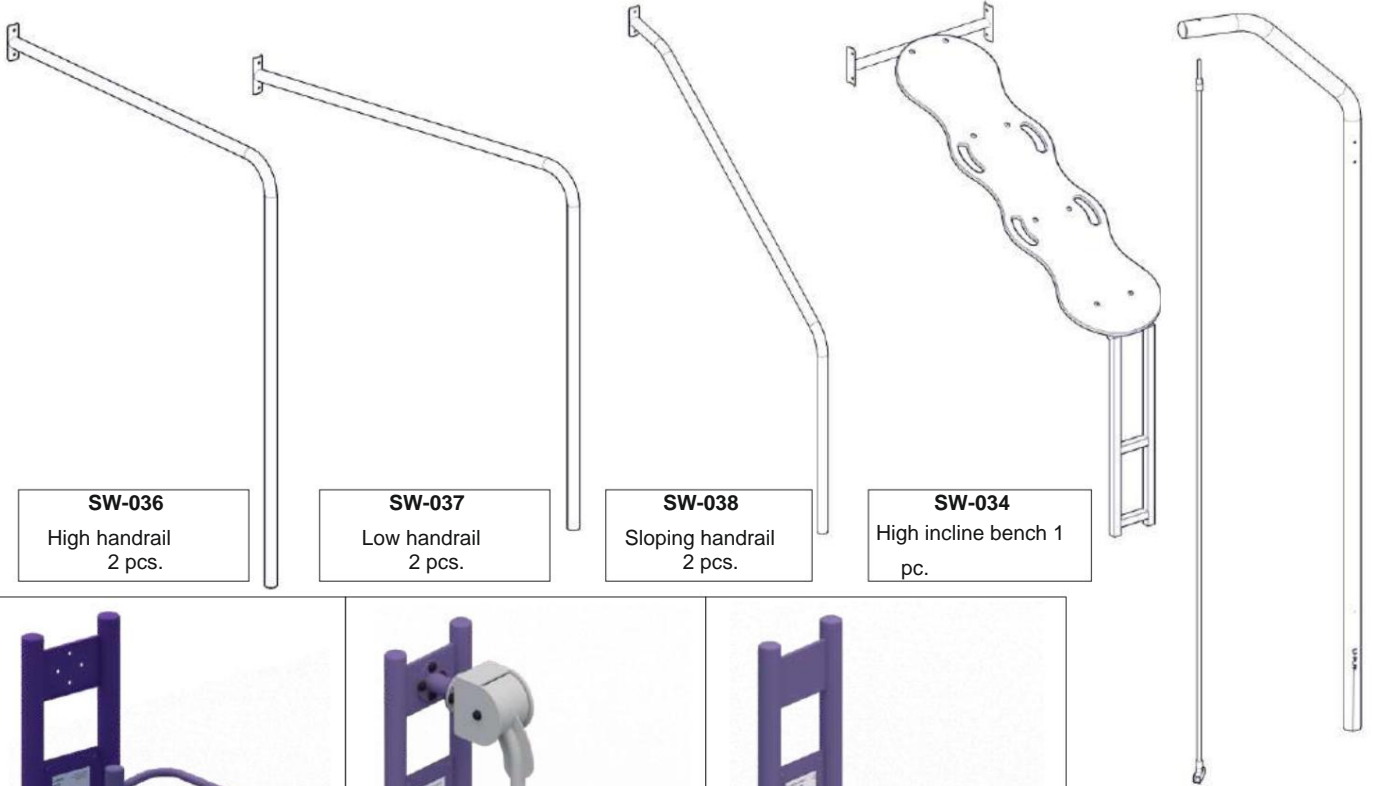 SW-036
High handrail
2 pcs.
SW-037
Low handrail
2 pcs.
SW-038
Sloping handrail
2 pcs.
SW-034
High incline bench 1
pc.